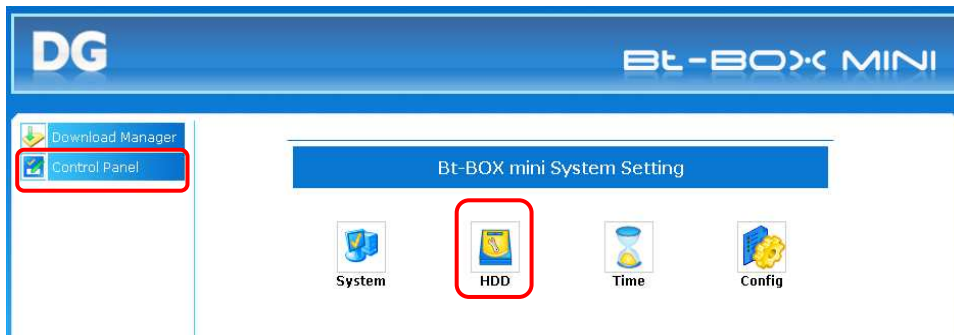 DG
Bt-BOX MINI
Download Manager
Control Panel
Bt-BOX mini System Setting
System
HDD
Time
Config